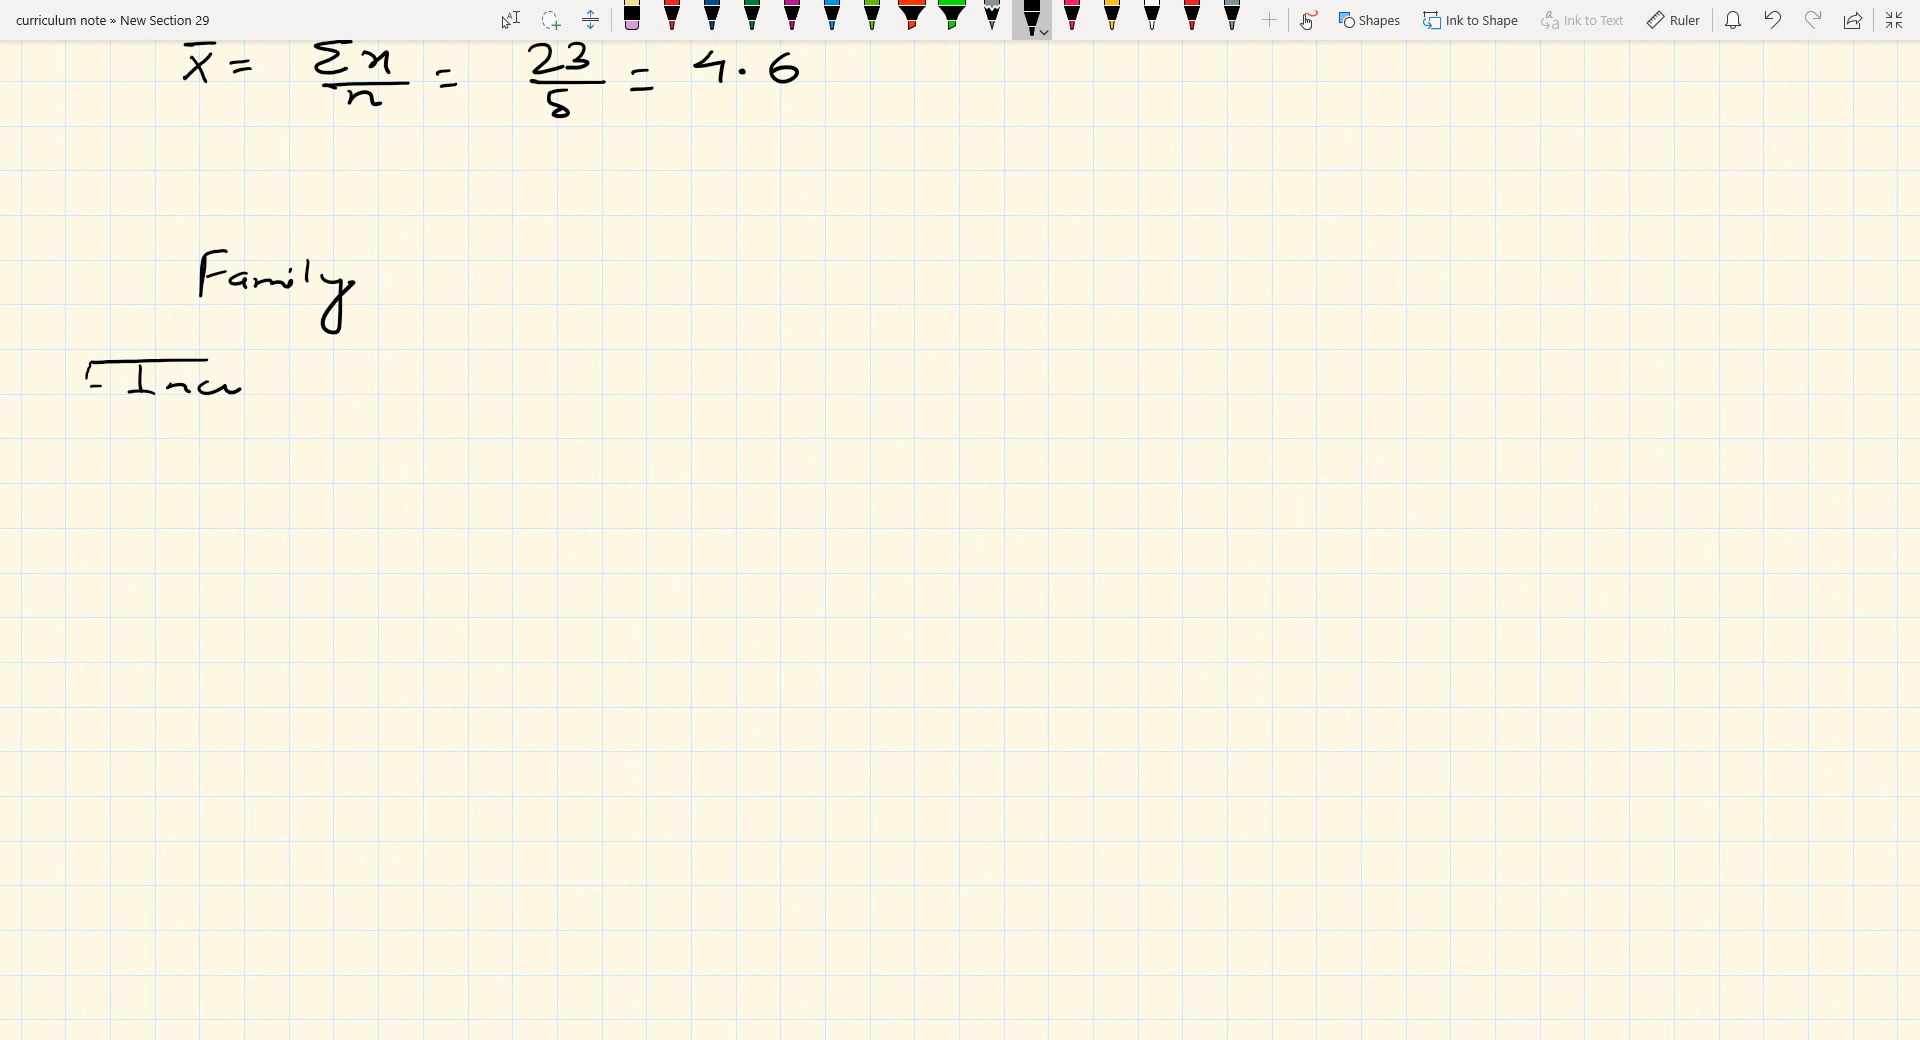 curriculum note » New Section 29
Shapes Ink to Shape Ink to Text Ruler
X̄ = Σx/n = 23/5 = 4.6
Family
- Inc